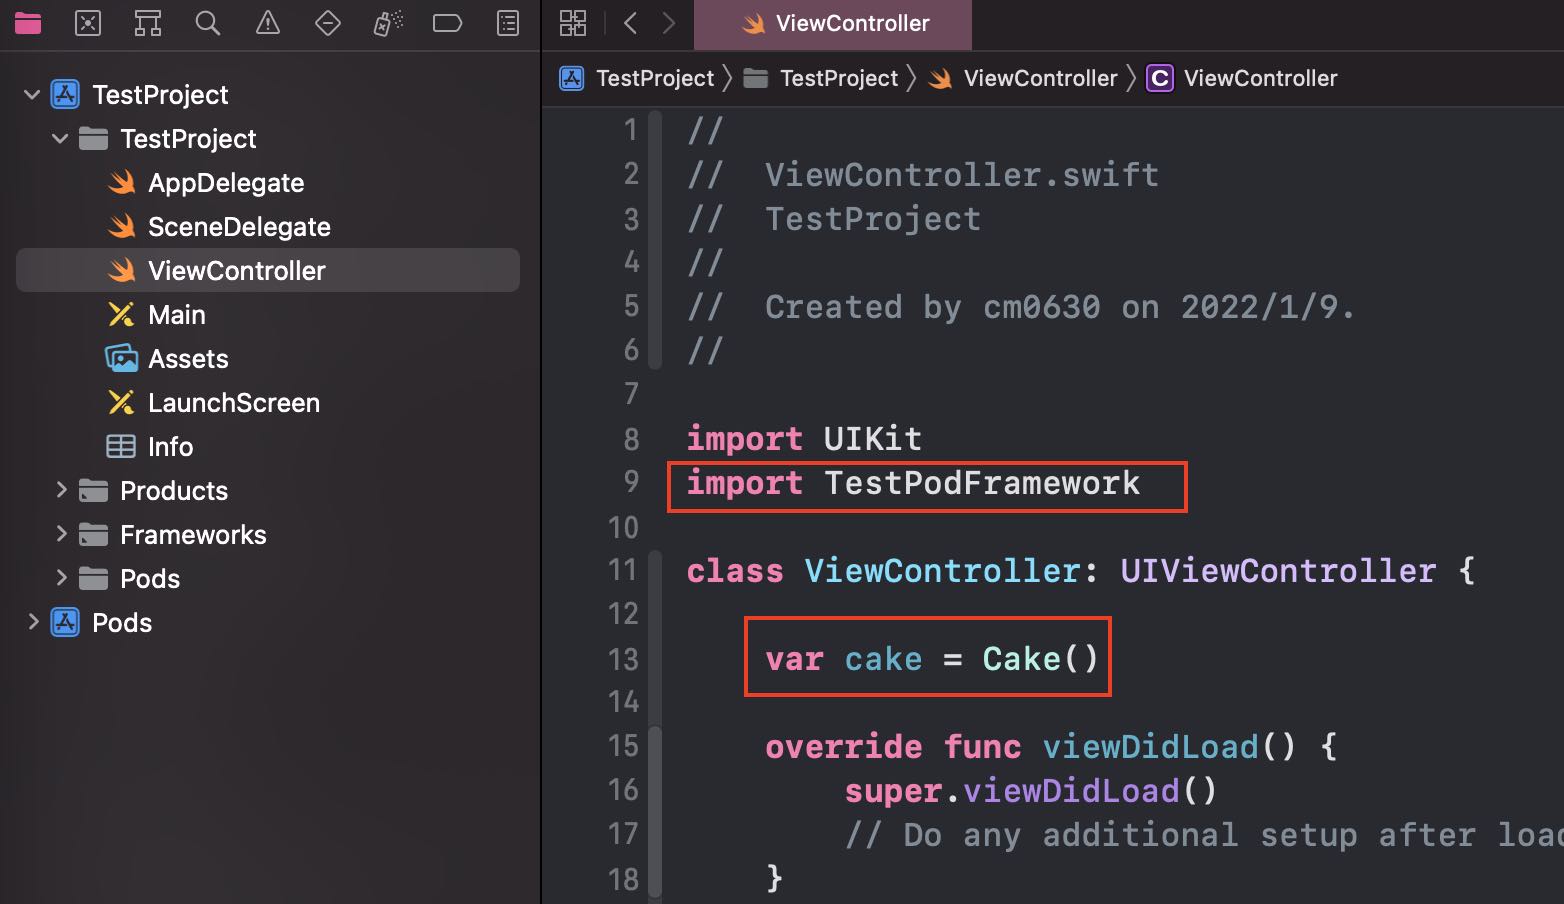 TestProject
TestProject
AppDelegate
SceneDelegate
ViewController
Main
Assets
LaunchScreen
Info
Products
Frameworks
Pods
Pods
ViewController
TestProject 〉 TestProject 〉 ViewController 〉 C ViewController
1 //
2 //  ViewController.swift
3 //  TestProject
4 //
5 //  Created by cm0630 on 2022/1/9.
6 //
7
8 import UIKit
9 import TestPodFramework
10
11 class ViewController: UIViewController {
12
13     var cake = Cake()
14
15     override func viewDidLoad() {
16         super.viewDidLoad()
17         // Do any additional setup after load
18     }